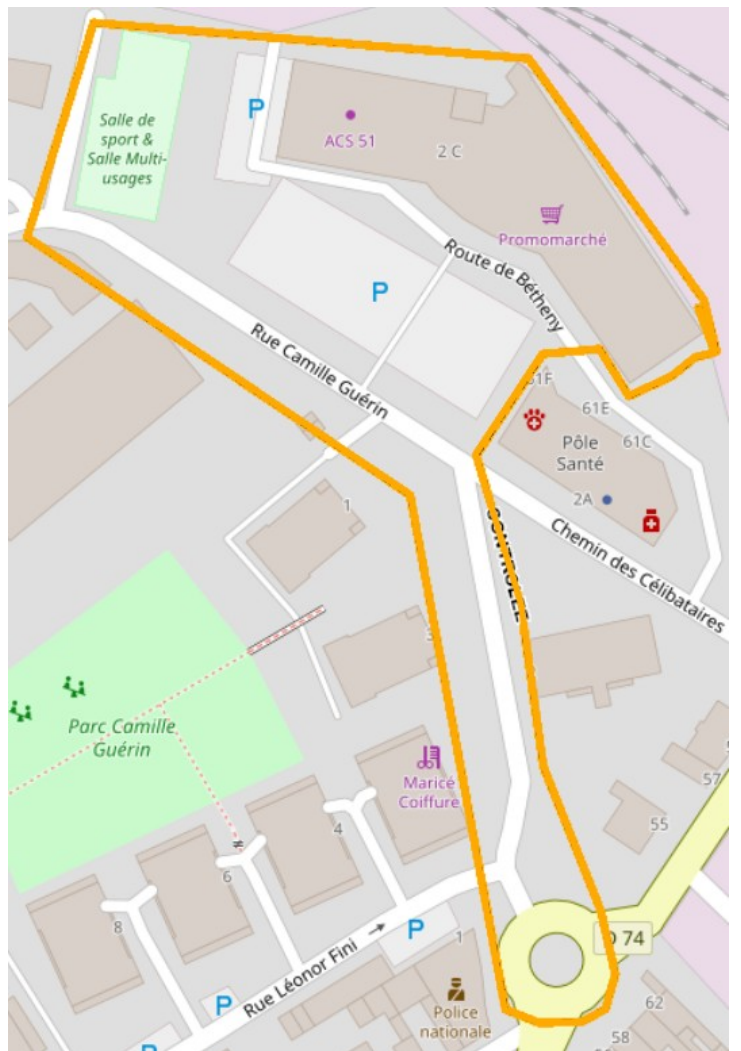 Salle de
sport &
Salle Multi-
usages
P
ACS 51
2 C
Promomarché
Route de Bétheny
P
Rue Camille Guérin
61F
61E
61C
Pôle
Santé
2A
Chemin des Célibataires
1
3
Parc Camille
Guérin
Maricé
Coiffure
57
55
4
6
8
P
1
D 74
Rue Léonor Fini
P
Police
nationale
62
58
P